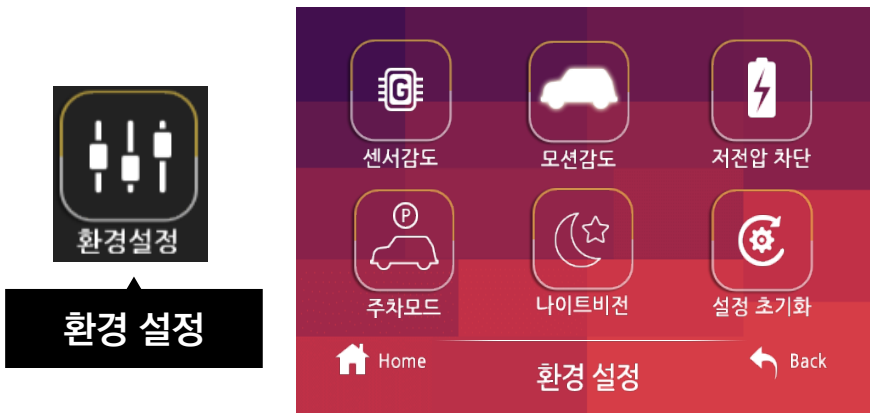 환경설정
환경 설정
G
센서감도
모션감도
저전압 차단
P
주차모드
나이트비전
설정 초기화
Home
환경 설정
Back